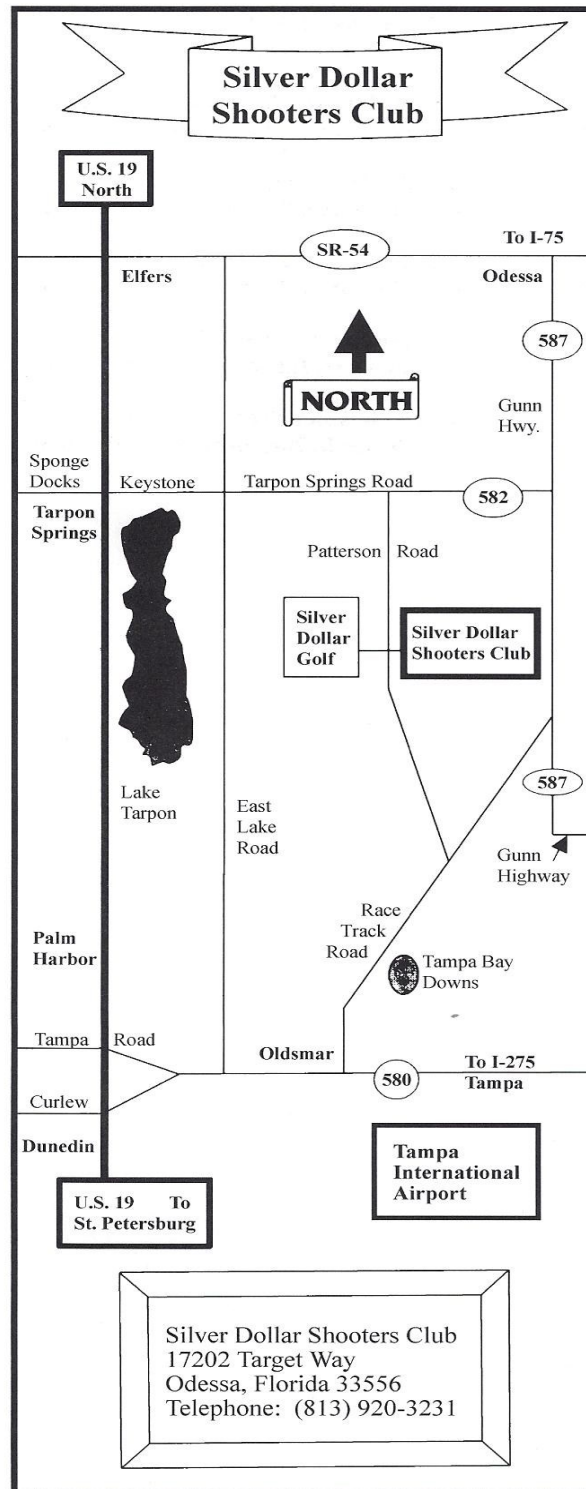 Silver Dollar
Shooters Club
U.S. 19
North
To I-75
SR-54
Elfers
Odessa
587
NORTH
Gunn
Hwy.
Sponge
Docks
Keystone
Tarpon Springs Road
582
Tarpon
Springs
Patterson Road
Silver
Dollar
Golf
Silver Dollar
Shooters Club
587
Lake
Tarpon
East
Lake
Road
Gunn
Highway
Race
Track
Road
Palm
Harbor
Tampa Bay
Downs
Tampa Road
Oldsmar
To I-275
580
Tampa
Curlew
Dunedin
Tampa
International
Airport
U.S. 19 To
St. Petersburg
Silver Dollar Shooters Club
17202 Target Way
Odessa, Florida 33556
Telephone: (813) 920-3231